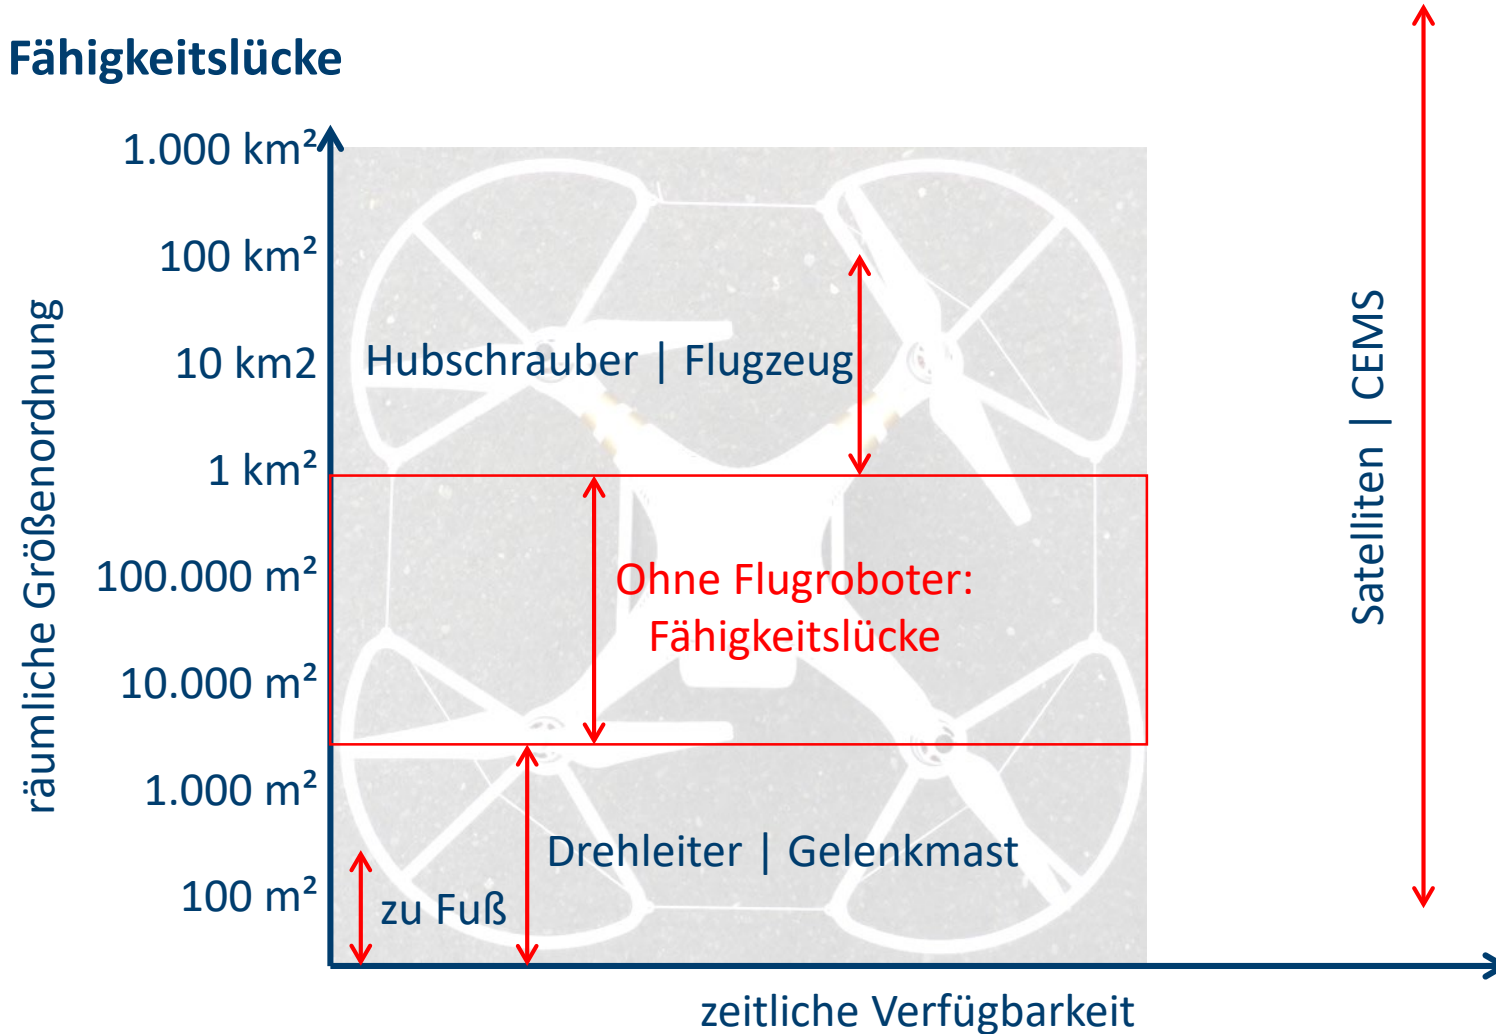 Fähigkeitslücke
räumliche Größenordnung
1.000 km²
100 km²
10 km2
1 km²
100.000 m²
10.000 m²
1.000 m²
100 m²
Hubschrauber | Flugzeug
Ohne Flugroboter:
Fähigkeitslücke
Drehleiter | Gelenkmast
zu Fuß
Satelliten | CEMS
zeitliche Verfügbarkeit